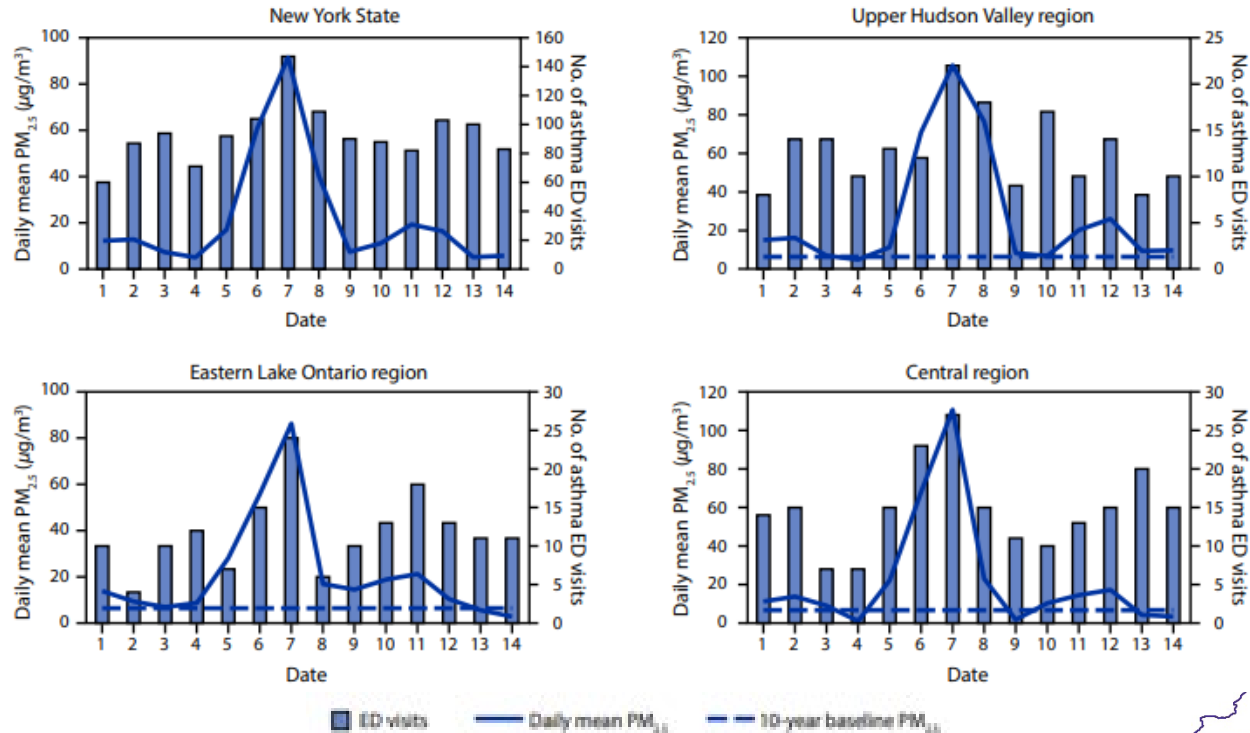 New York State
Daily mean PM2.5 (μg/m³)
100
80
60
40
20
0
160
140
120
100
80
60
40
20
0
No. of asthma ED visits
1 2 3 4 5 6 7 8 9 10 11 12 13 14
Date
Upper Hudson Valley region
Daily mean PM2.5 (μg/m³)
120
100
80
60
40
20
0
25
20
15
10
5
0
No. of asthma ED visits
1 2 3 4 5 6 7 8 9 10 11 12 13 14
Date
Eastern Lake Ontario region
Daily mean PM2.5 (μg/m³)
100
80
60
40
20
0
30
25
20
15
10
5
0
No. of asthma ED visits
1 2 3 4 5 6 7 8 9 10 11 12 13 14
Date
Central region
Daily mean PM2.5 (μg/m³)
120
100
80
60
40
20
0
30
25
20
15
10
5
0
No. of asthma ED visits
1 2 3 4 5 6 7 8 9 10 11 12 13 14
Date
ED visits Daily mean PM2.5 10-year baseline PM2.5